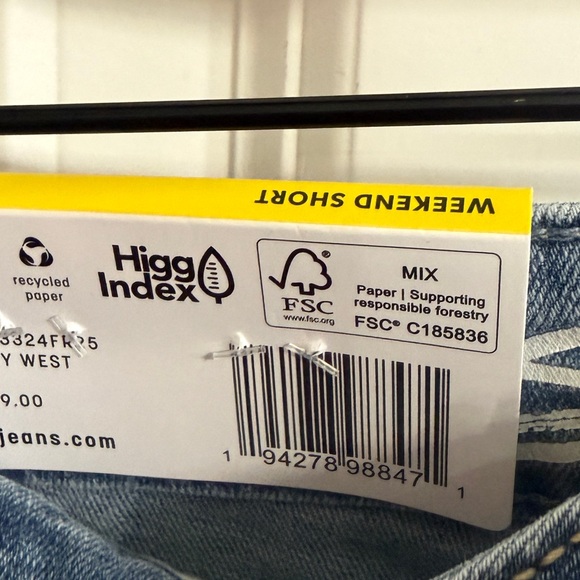 WEEKEND SHORT
recycled
paper
Higg
Index
FSC
www.fsc.org
MIX
Paper | Supporting
responsible forestry
FSC® C185836
Y WEST
9.00
jeans.com
1 94278 98847 1